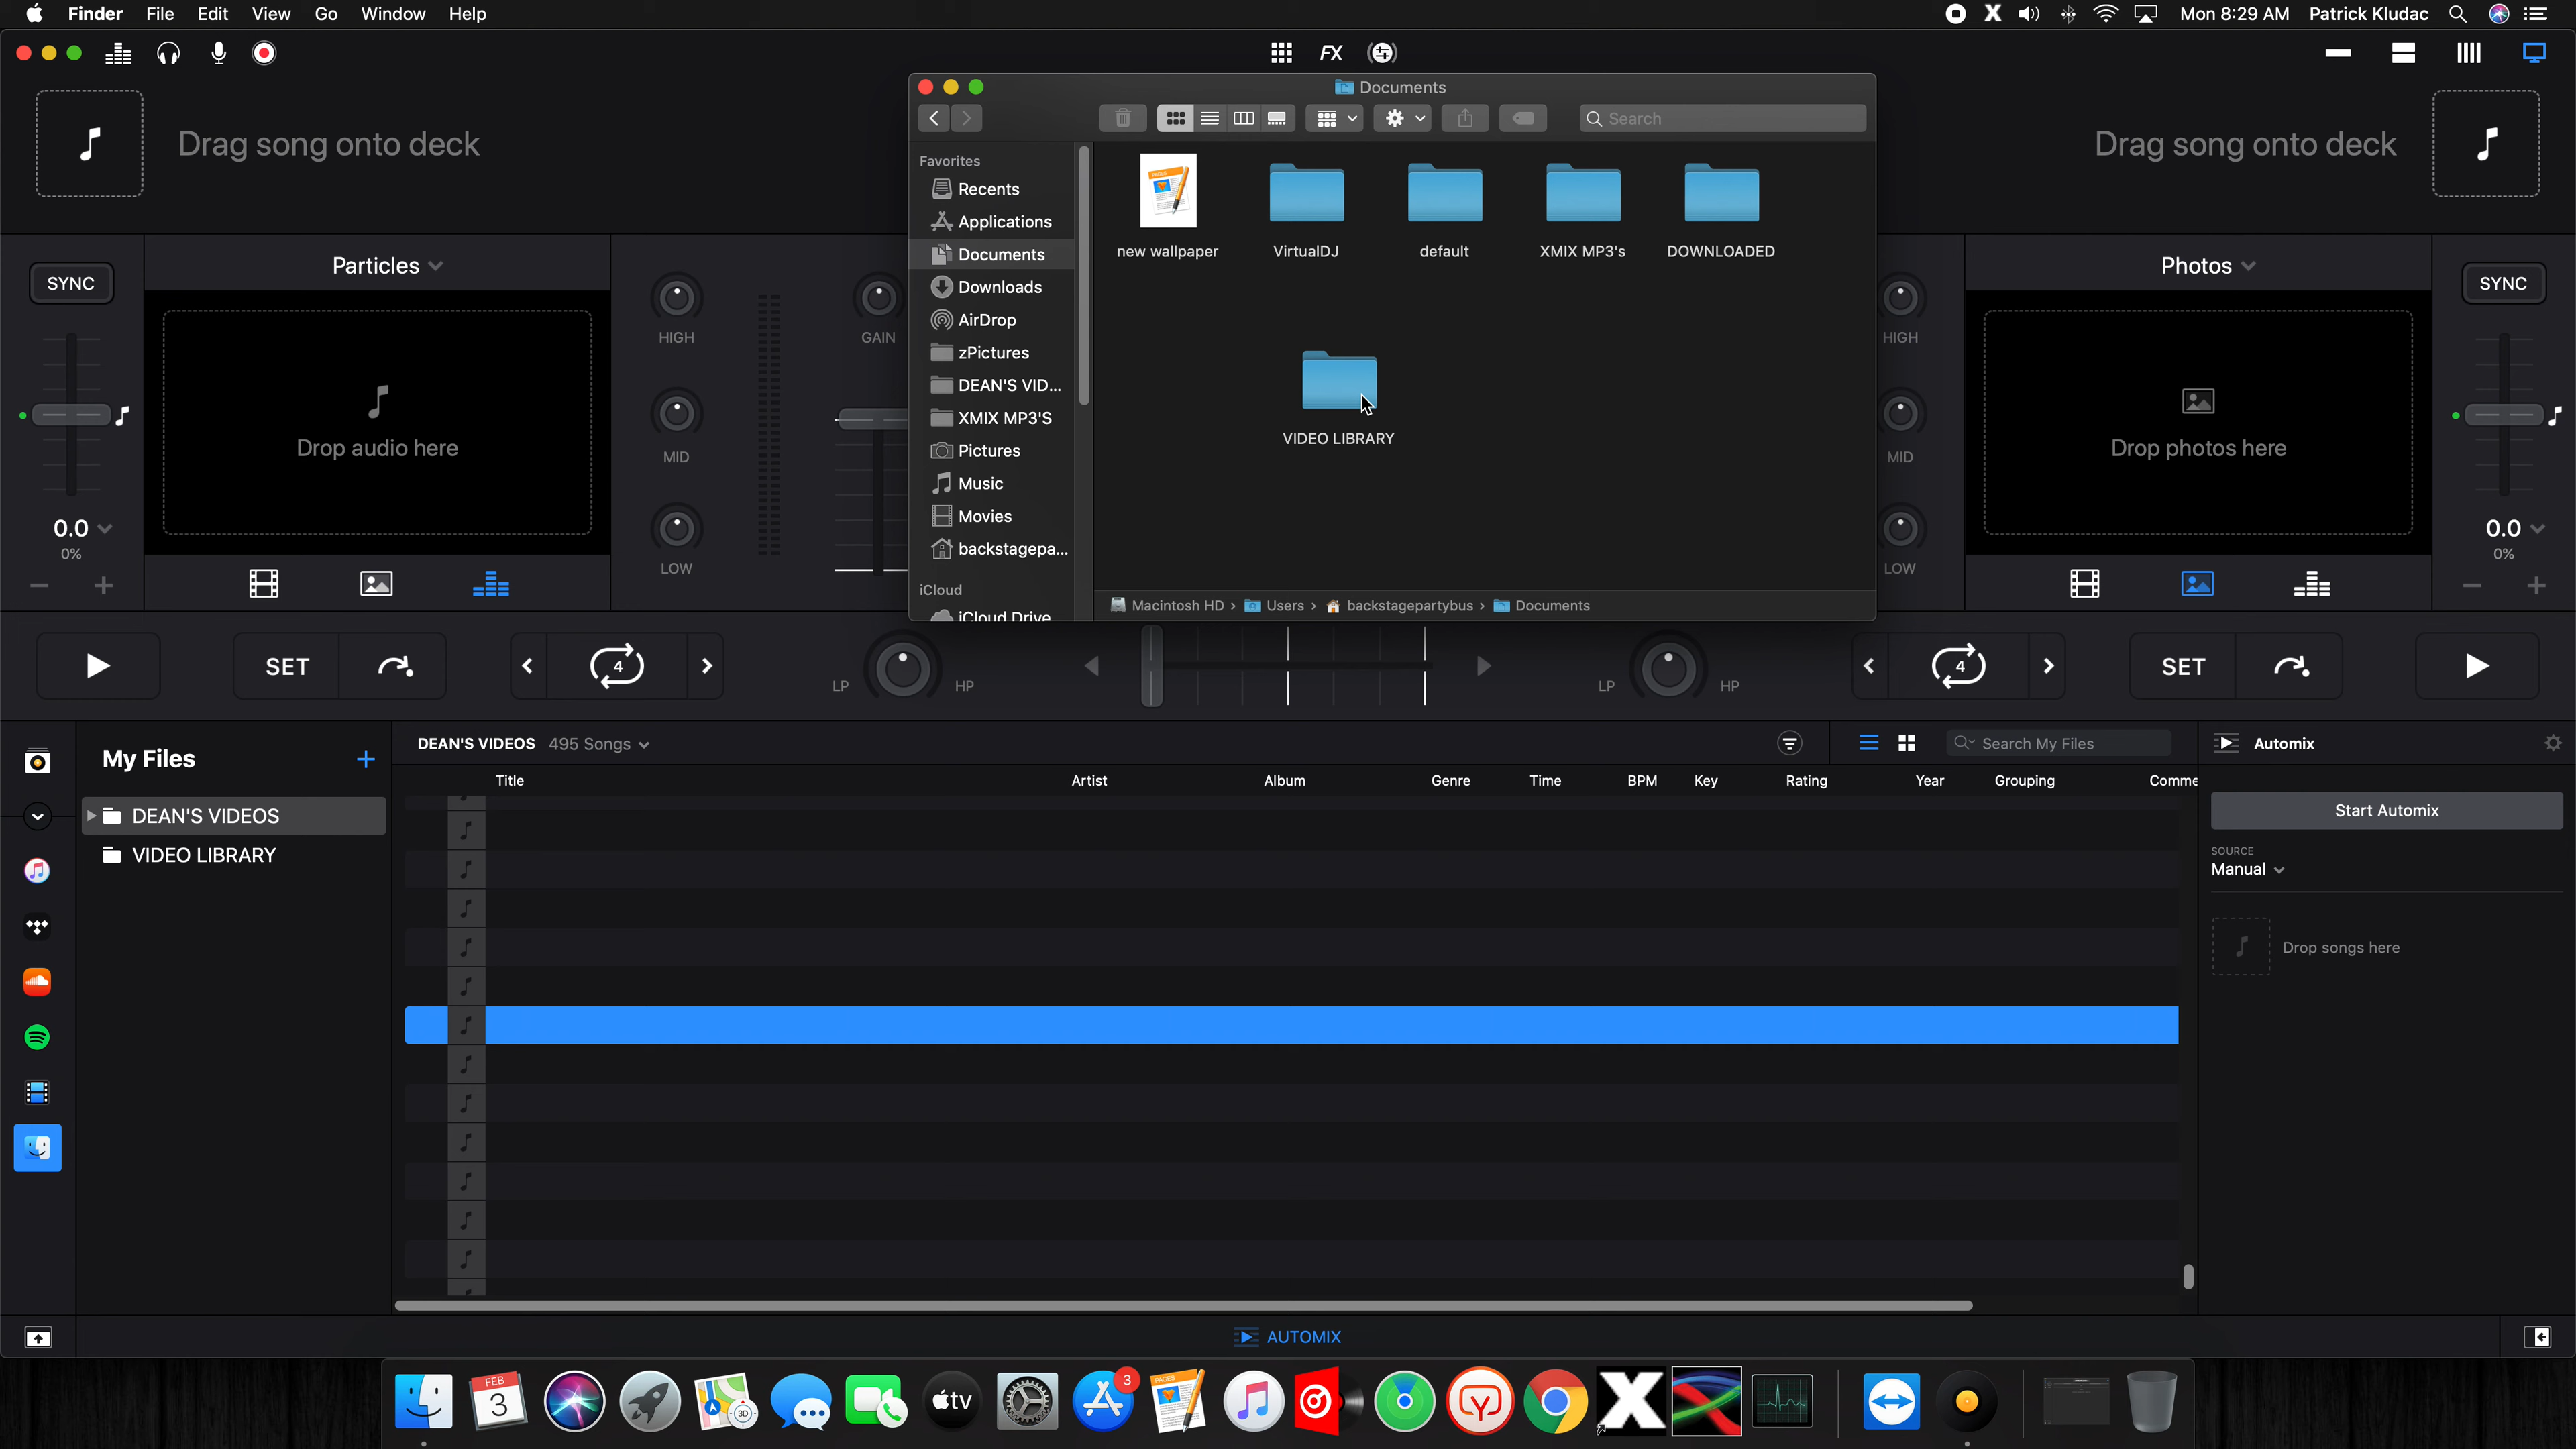 Finder File Edit View Go Window Help
Mon 8:29 AM Patrick Kludac
FX
Documents
Search
Drag song onto deck
Drag song onto deck
Favorites
Recents
Applications
Documents
Downloads
AirDrop
zPictures
DEAN'S VID...
XMIX MP3'S
Pictures
Music
Movies
backstagepa...
iCloud
iCloud Drive
new wallpaper
VirtualDJ
default
XMIX MP3's
DOWNLOADED
VIDEO LIBRARY
Macintosh HD › Users › backstagepartybus › Documents
SYNC
Particles
HIGH
GAIN
MID
LOW
Drop audio here
0.0
0%
HIGH
MID
LOW
Photos
SYNC
Drop photos here
0.0
0%
SET
4
LP HP
LP HP
4
SET
My Files +
DEAN'S VIDEOS
VIDEO LIBRARY
DEAN'S VIDEOS 495 Songs
Search My Files
Title Artist Album Genre Time BPM Key Rating Year Grouping Comme
Automix
Start Automix
SOURCE
Manual
Drop songs here
AUTOMIX
FEB
3
3D
tv
3
PAGES
X